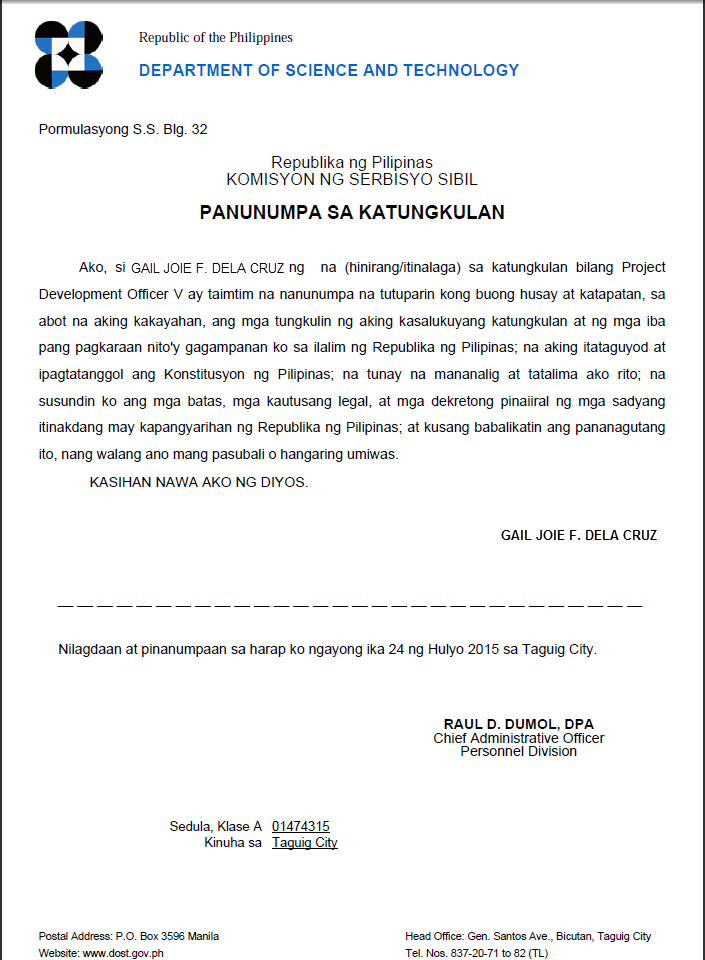 Republic of the Philippines
DEPARTMENT OF SCIENCE AND TECHNOLOGY
Pormulasyong S.S. Blg. 32
Republika ng Pilipinas
KOMISYON NG SERBISYO SIBIL
PANUNUMPA SA KATUNGKULAN
Ako, si GAIL JOIE F. DELA CRUZ ng na (hinirang/itinalaga) sa katungkulan bilang Project
Development Officer V ay taimtim na nanunumpa na tutuparin kong buong husay at katapatan, sa
abot na aking kakayahan, ang mga tungkulin ng aking kasalukuyang katungkulan at ng mga iba
pang pagkaraan nito'y gagampanan ko sa ilalim ng Republika ng Pilipinas; na aking itataguyod at
ipagtatanggol ang Konstitusyon ng Pilipinas; na tunay na mananalig at tatalima ako rito; na
susundin ko ang mga batas, mga kautusang legal, at mga dekretong pinaiiral ng mga sadyang
itinakdang may kapangyarihan ng Republika ng Pilipinas; at kusang babalikatin ang pananagutang
ito, nang walang ano mang pasubali o hangaring umiwas.
KASIHAN NAWA AKO NG DIYOS.
GAIL JOIE F. DELA CRUZ
Nilagdaan at pinanumpaan sa harap ko ngayong ika 24 ng Hulyo 2015 sa Taguig City.
RAUL D. DUMOL, DPA
Chief Administrative Officer
Personnel Division
Sedula, Klase A 01474315
Kinuha sa Taguig City
Postal Address: P.O. Box 3596 Manila
Head Office: Gen. Santos Ave., Bicutan, Taguig City
Website: www.dost.gov.ph
Tel. Nos. 837-20-71 to 82 (TL)